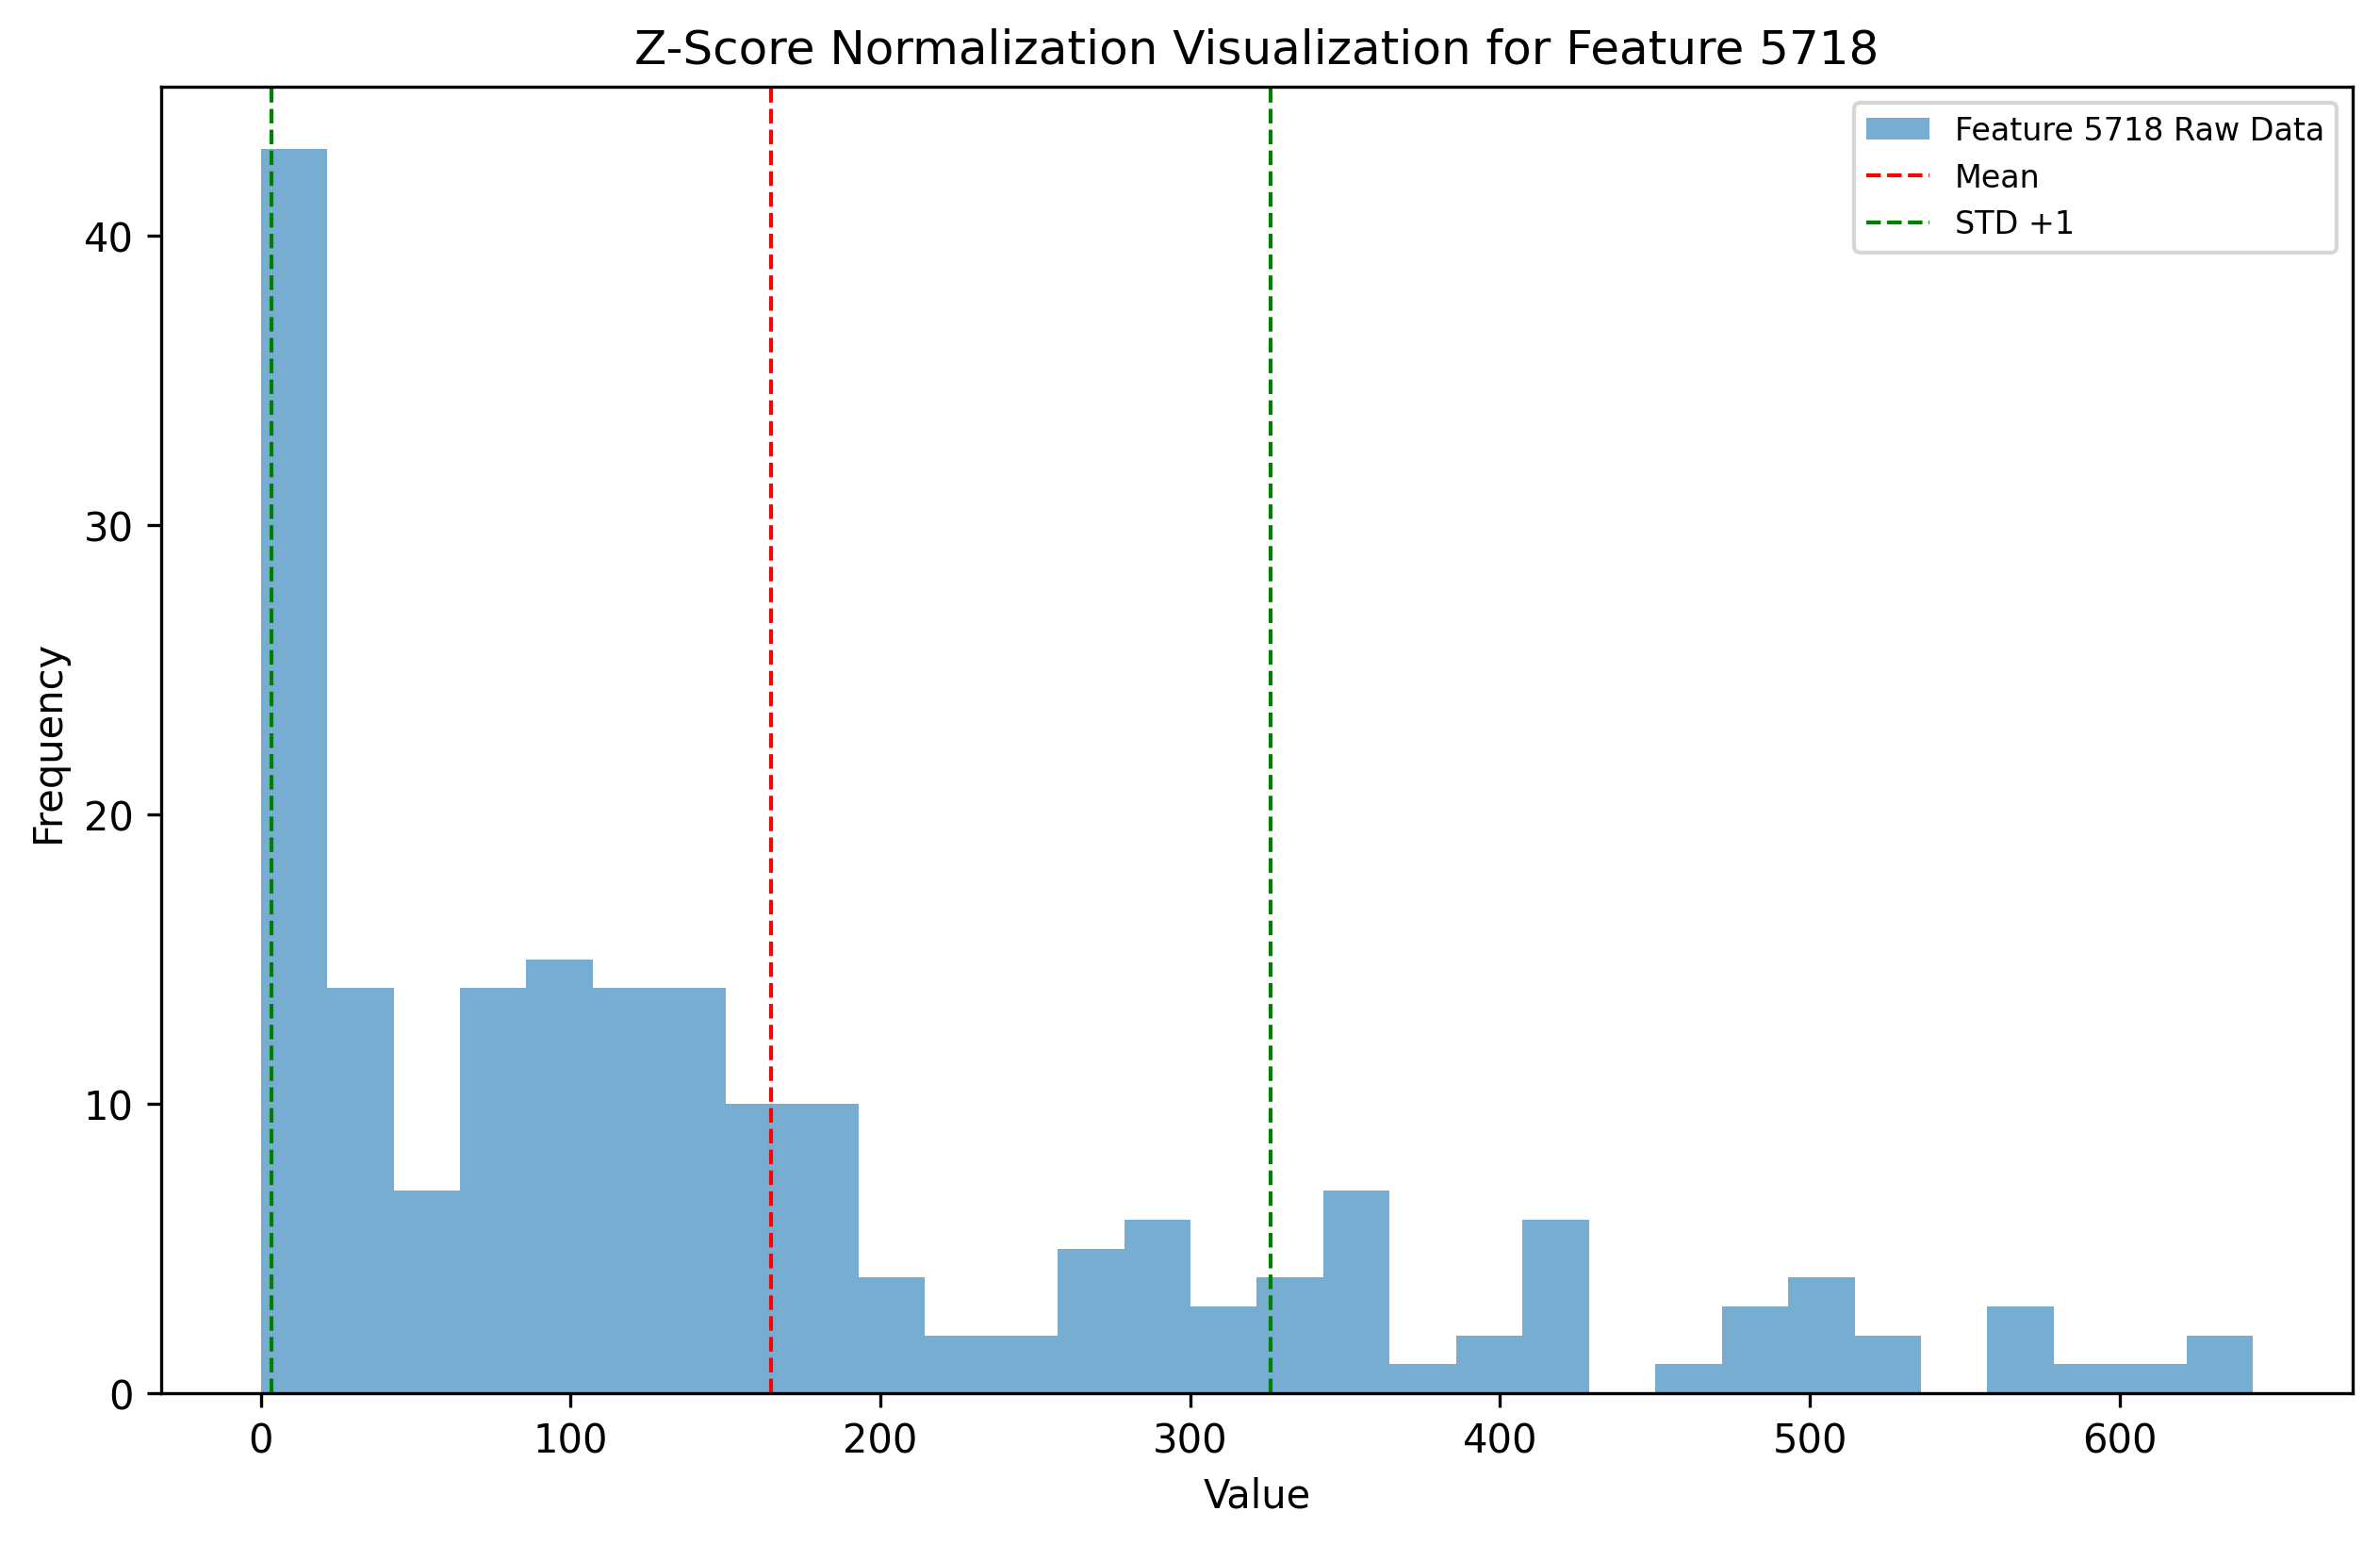 Z-Score Normalization Visualization for Feature 5718
Feature 5718 Raw Data
Mean
STD +1
40
30
20
10
0
Frequency
0 100 200 300 400 500 600
Value